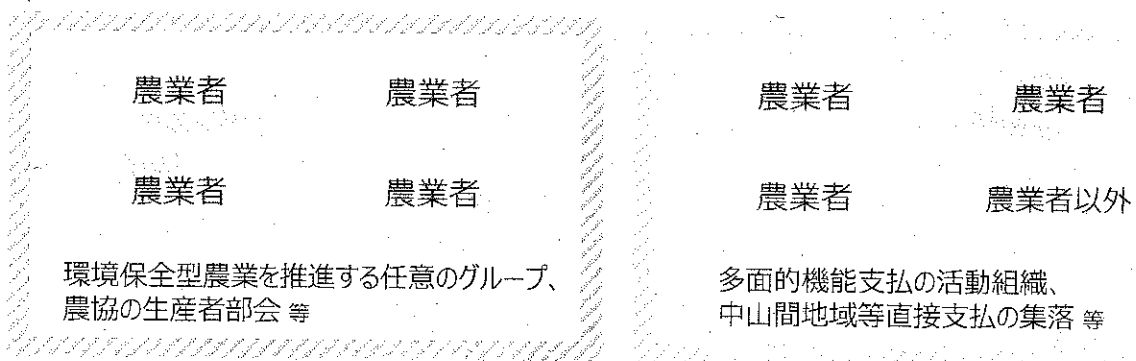 農業者 農業者
農業者 農業者
環境保全型農業を推進する任意のグループ、
農協の生産者部会 等
農業者 農業者
農業者 農業者以外
多面的機能支払の活動組織、
中山間地域等直接支払の集落 等